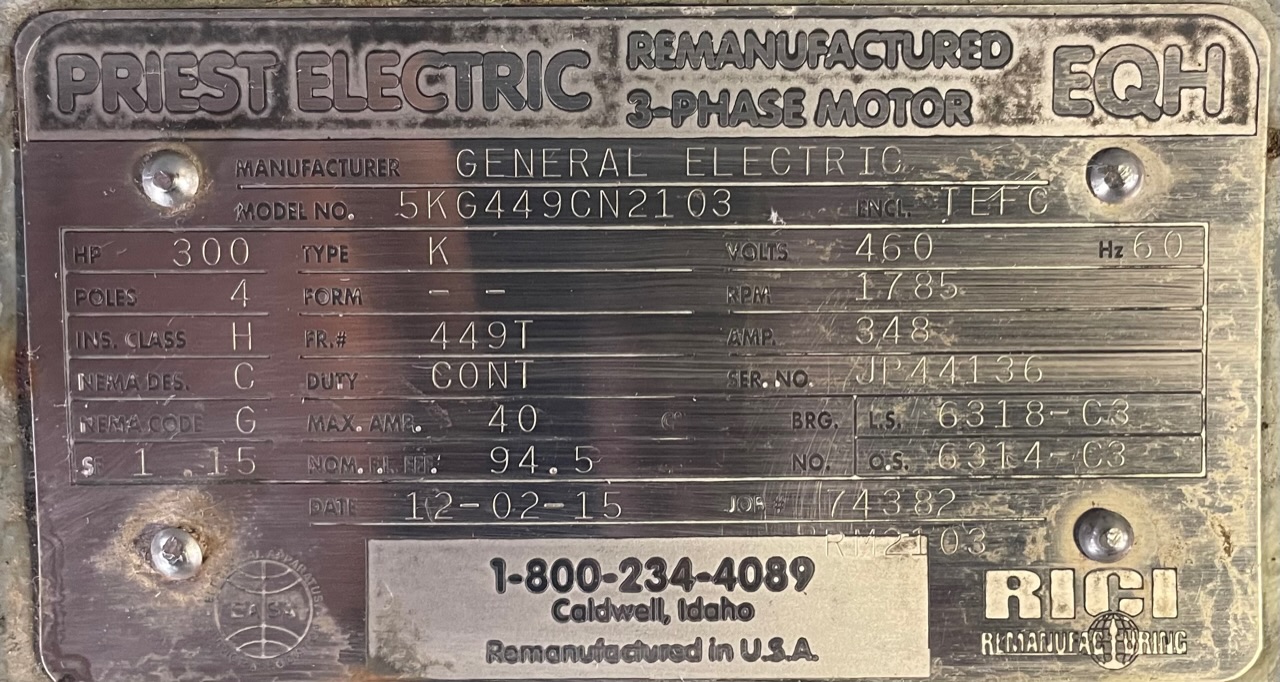 PRIEST ELECTRIC REMANUFACTURED 3-PHASE MOTOR EQH
MANUFACTURER GENERAL ELECTRIC
MODEL NO. 5KG449CN2103 ENCL. TEFC
HP 300 TYPE K VOLTS 460 Hz 60
POLES 4 FORM -- RPM 1785
INS. CLASS H FR.# 449T AMP. 348
NEMA DES. C DUTY CONT SER. NO. JP44136
NEMA CODE G MAX. AMB. 40 C° BRG. L.S. 6318-C3
SF 1.15 NOM. EFF. 94.5 NO. O.S. 6314-C3
DATE 12-02-15 JOB # 74382
RM2103
1-800-234-4089
Caldwell, Idaho
Remanufactured in U.S.A.
EASA
RICI
REMANUFACTURING